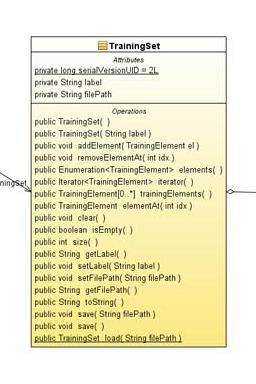 TrainingSet
Attributes
private long serialVersionUID = 2L
private String label
private String filePath
Operations
public TrainingSet( )
public TrainingSet( String label )
public void addElement( TrainingElement el )
public void removeElementAt( int idx )
public Enumeration<TrainingElement> elements( )
public Iterator<TrainingElement> iterator( )
public TrainingElement[0..*] trainingElements( )
public TrainingElement elementAt( int idx )
public void clear( )
public boolean isEmpty( )
public int size( )
public String getLabel( )
public void setLabel( String label )
public void setFilePath( String filePath )
public String getFilePath( )
public String toString( )
public void save( String filePath )
public void save( )
public TrainingSet load( String filePath )